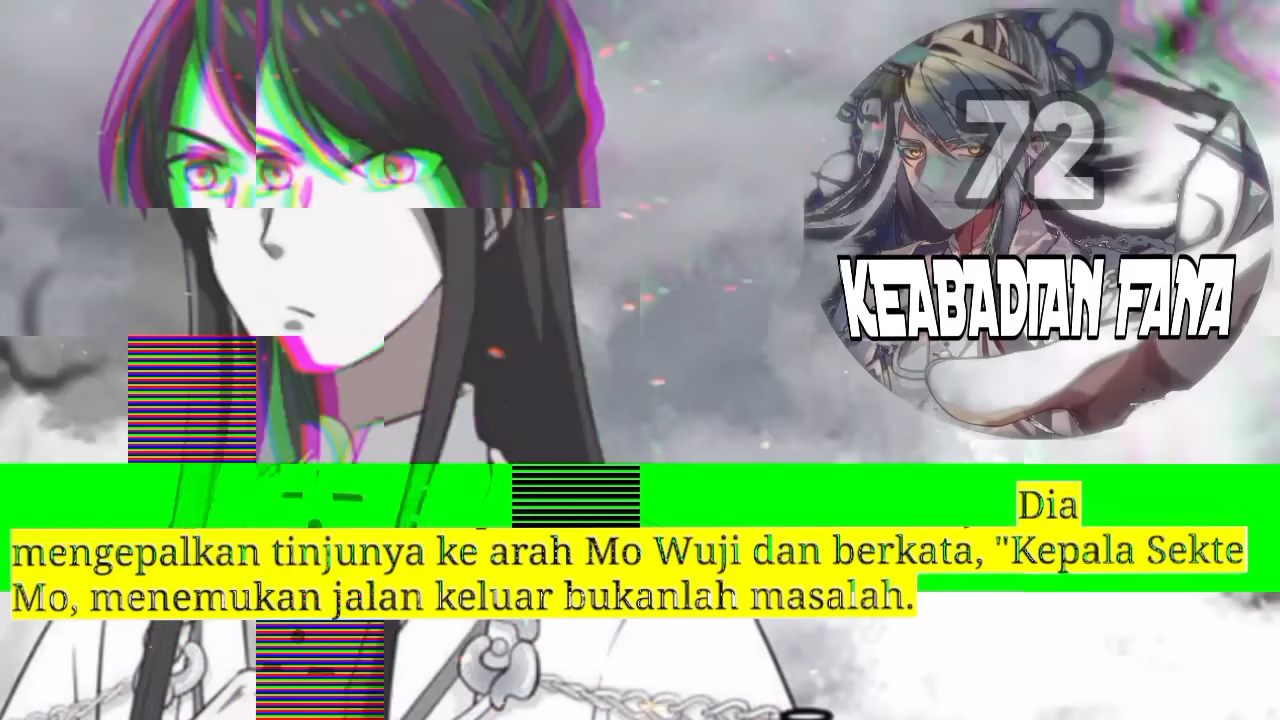 72
KEABADIAN FANA
Dia
mengepalkan tinjunya ke arah Mo Wuji dan berkata, "Kepala Sekte
Mo, menemukan jalan keluar bukanlah masalah.